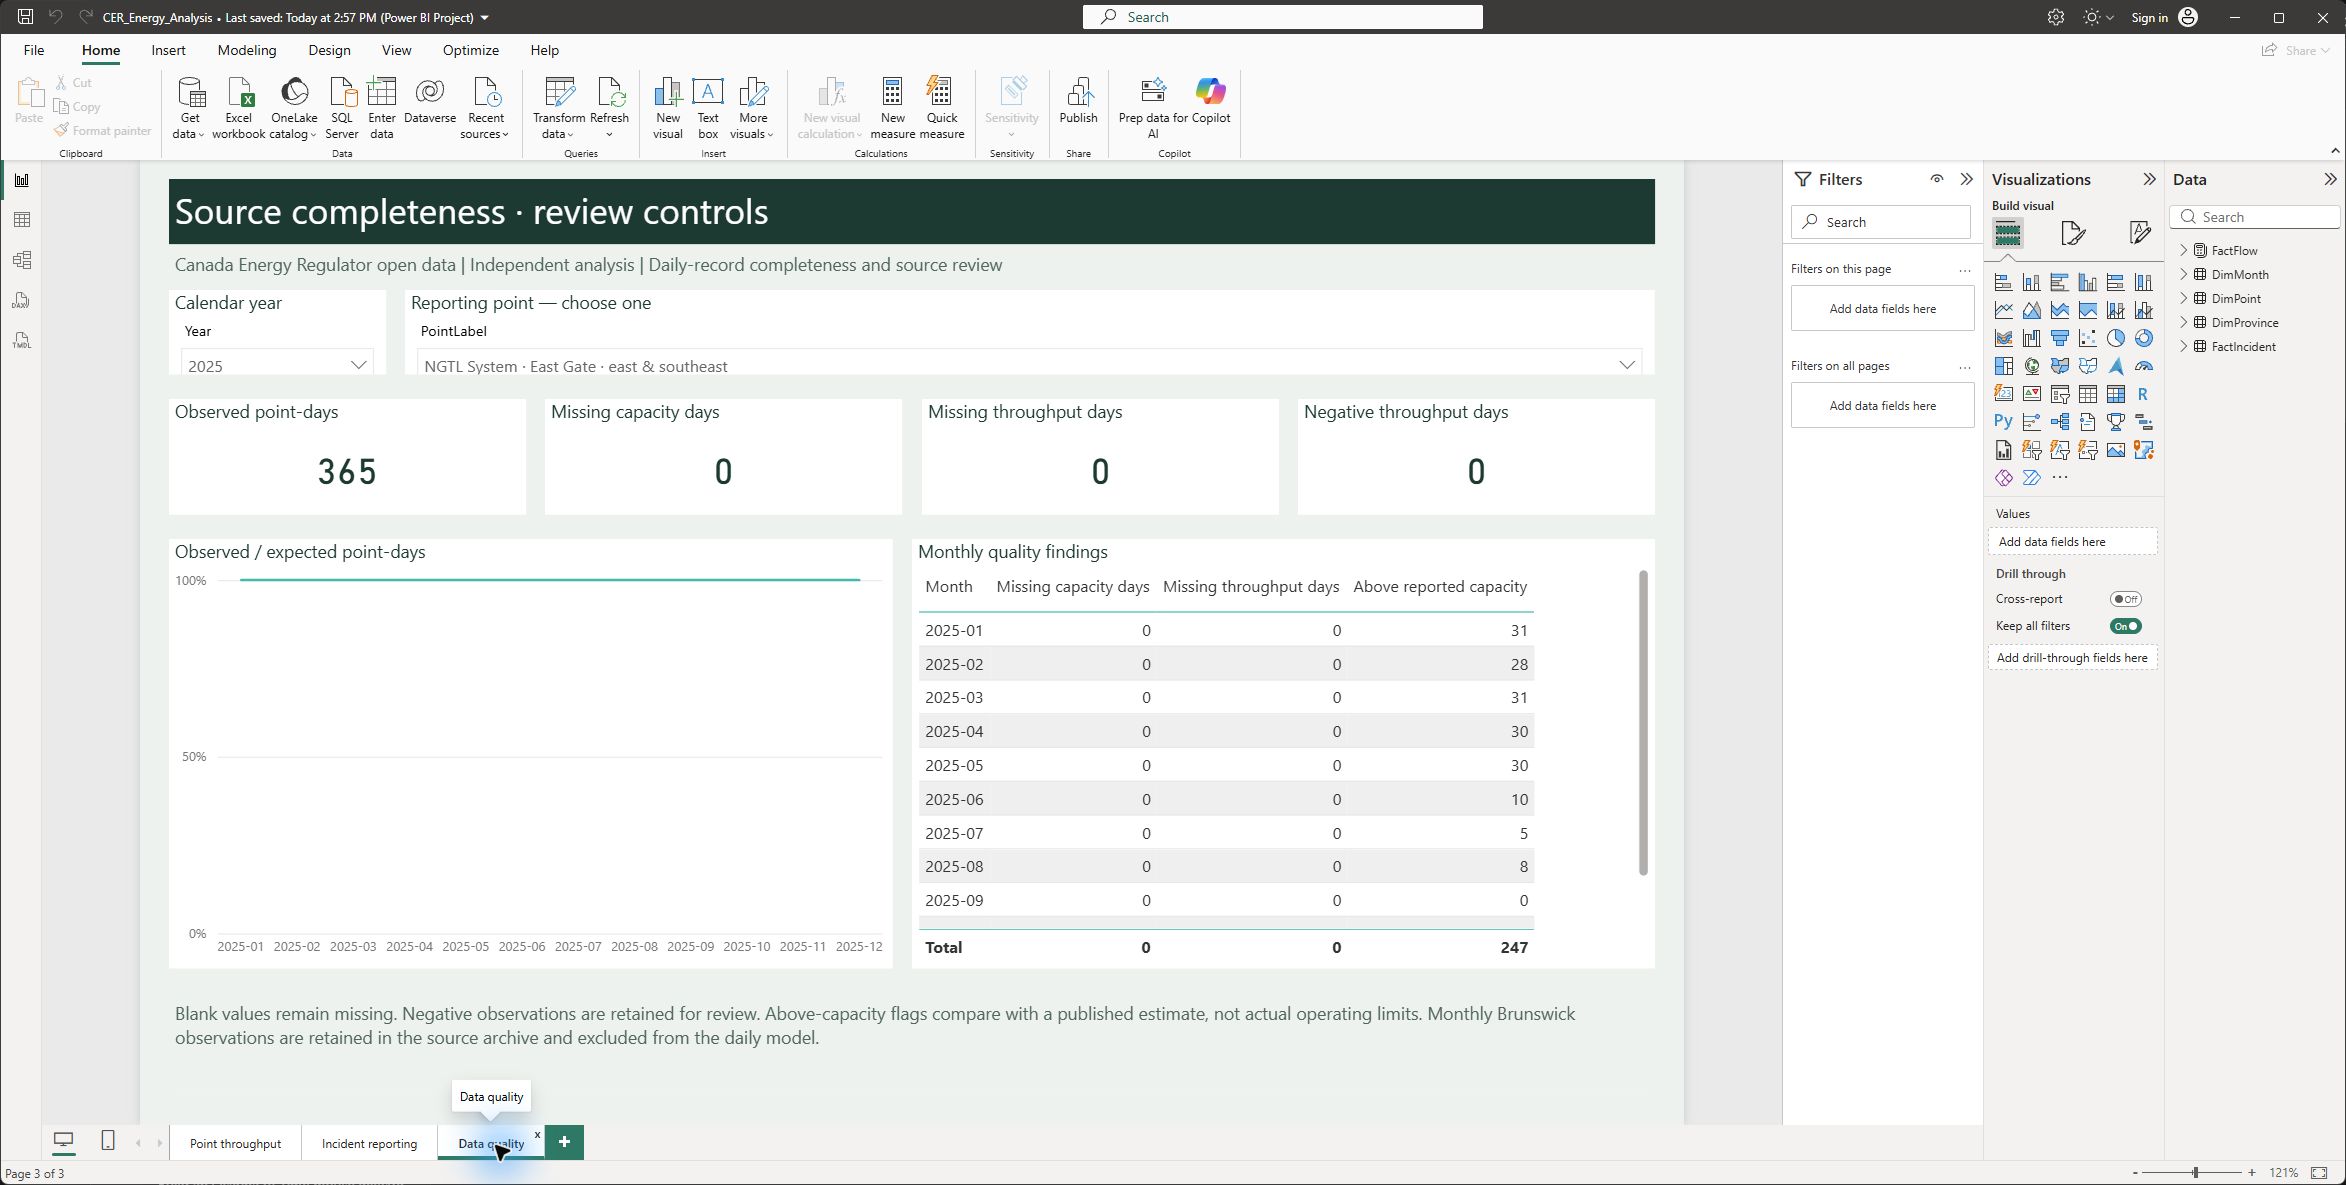 CER_Energy_Analysis • Last saved: Today at 2:57 PM (Power BI Project)
Search
Sign in
File Home Insert Modeling Design View Optimize Help
Share
Paste
Cut
Copy
Format painter
Clipboard
Get data
Excel workbook
OneLake catalog
SQL Server
Enter data
Dataverse
Recent sources
Data
Transform data
Refresh
Queries
New visual
Text box
More visuals
Insert
New visual calculation
New measure
Quick measure
Calculations
Sensitivity
Sensitivity
Publish
Share
Prep data for AI
Copilot
Copilot
DAX
TMDL
Source completeness · review controls
Canada Energy Regulator open data | Independent analysis | Daily-record completeness and source review
Calendar year
Year
2025
Reporting point — choose one
PointLabel
NGTL System · East Gate · east & southeast
Observed point-days
365
Missing capacity days
0
Missing throughput days
0
Negative throughput days
0
Observed / expected point-days
100%
50%
0%
2025-01 2025-02 2025-03 2025-04 2025-05 2025-06 2025-07 2025-08 2025-09 2025-10 2025-11 2025-12
Monthly quality findings
Month Missing capacity days Missing throughput days Above reported capacity
2025-01 0 0 31
2025-02 0 0 28
2025-03 0 0 31
2025-04 0 0 30
2025-05 0 0 30
2025-06 0 0 10
2025-07 0 0 5
2025-08 0 0 8
2025-09 0 0 0
Total 0 0 247
Blank values remain missing. Negative observations are retained for review. Above-capacity flags compare with a published estimate, not actual operating limits. Monthly Brunswick
observations are retained in the source archive and excluded from the daily model.
Data quality
Point throughput
Incident reporting
Data quality
x
+
Page 3 of 3
- + 121%
Filters
Search
Filters on this page ...
Add data fields here
Filters on all pages ...
Add data fields here
Visualizations
Build visual
123
R
Py
...
Values
Add data fields here
Drill through
Cross-report Off
Keep all filters On
Add drill-through fields here
Data
Search
FactFlow
DimMonth
DimPoint
DimProvince
FactIncident